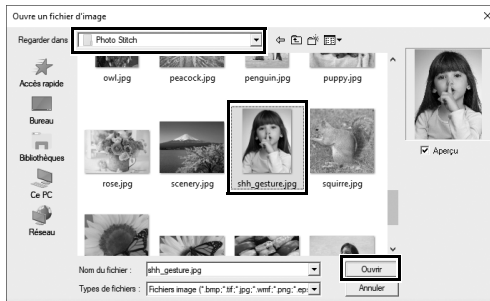 Ouvre un fichier d'image
Regarder dans
Photo Stitch
Accès rapide
Bureau
Bibliothèques
Ce PC
Réseau
owl.jpg
peacock.jpg
penguin.jpg
puppy.jpg
rose.jpg
scenery.jpg
shh_gesture.jpg
squirre.jpg
Aperçu
Nom du fichier :
shh_gesture.jpg
Ouvrir
Types de fichiers :
Fichiers image (*.bmp;*.tif;*.jpg;*.wmf;*.png;*.ep
Annuler